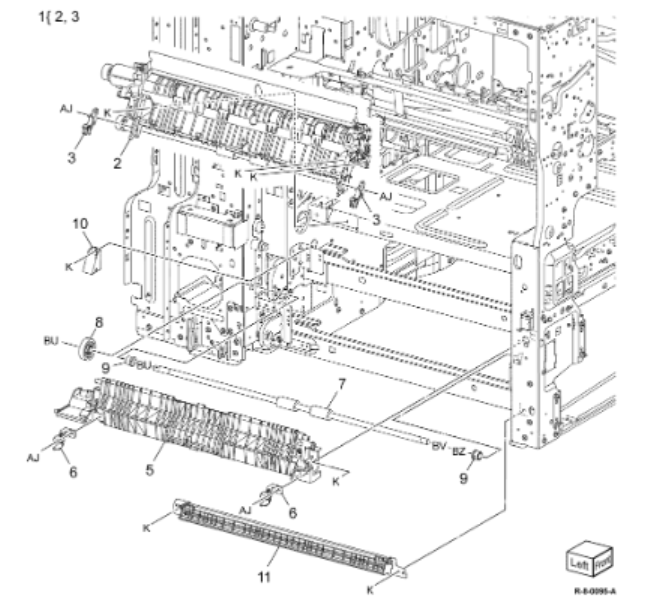 1{ 2, 3
AJ
K
3
2
K
K
AJ
3
10
K
BU
8
9
BU
7
BV
BZ
9
AJ
6
5
K
AJ
6
K
11
K
Left
Front
R-8-0095-A